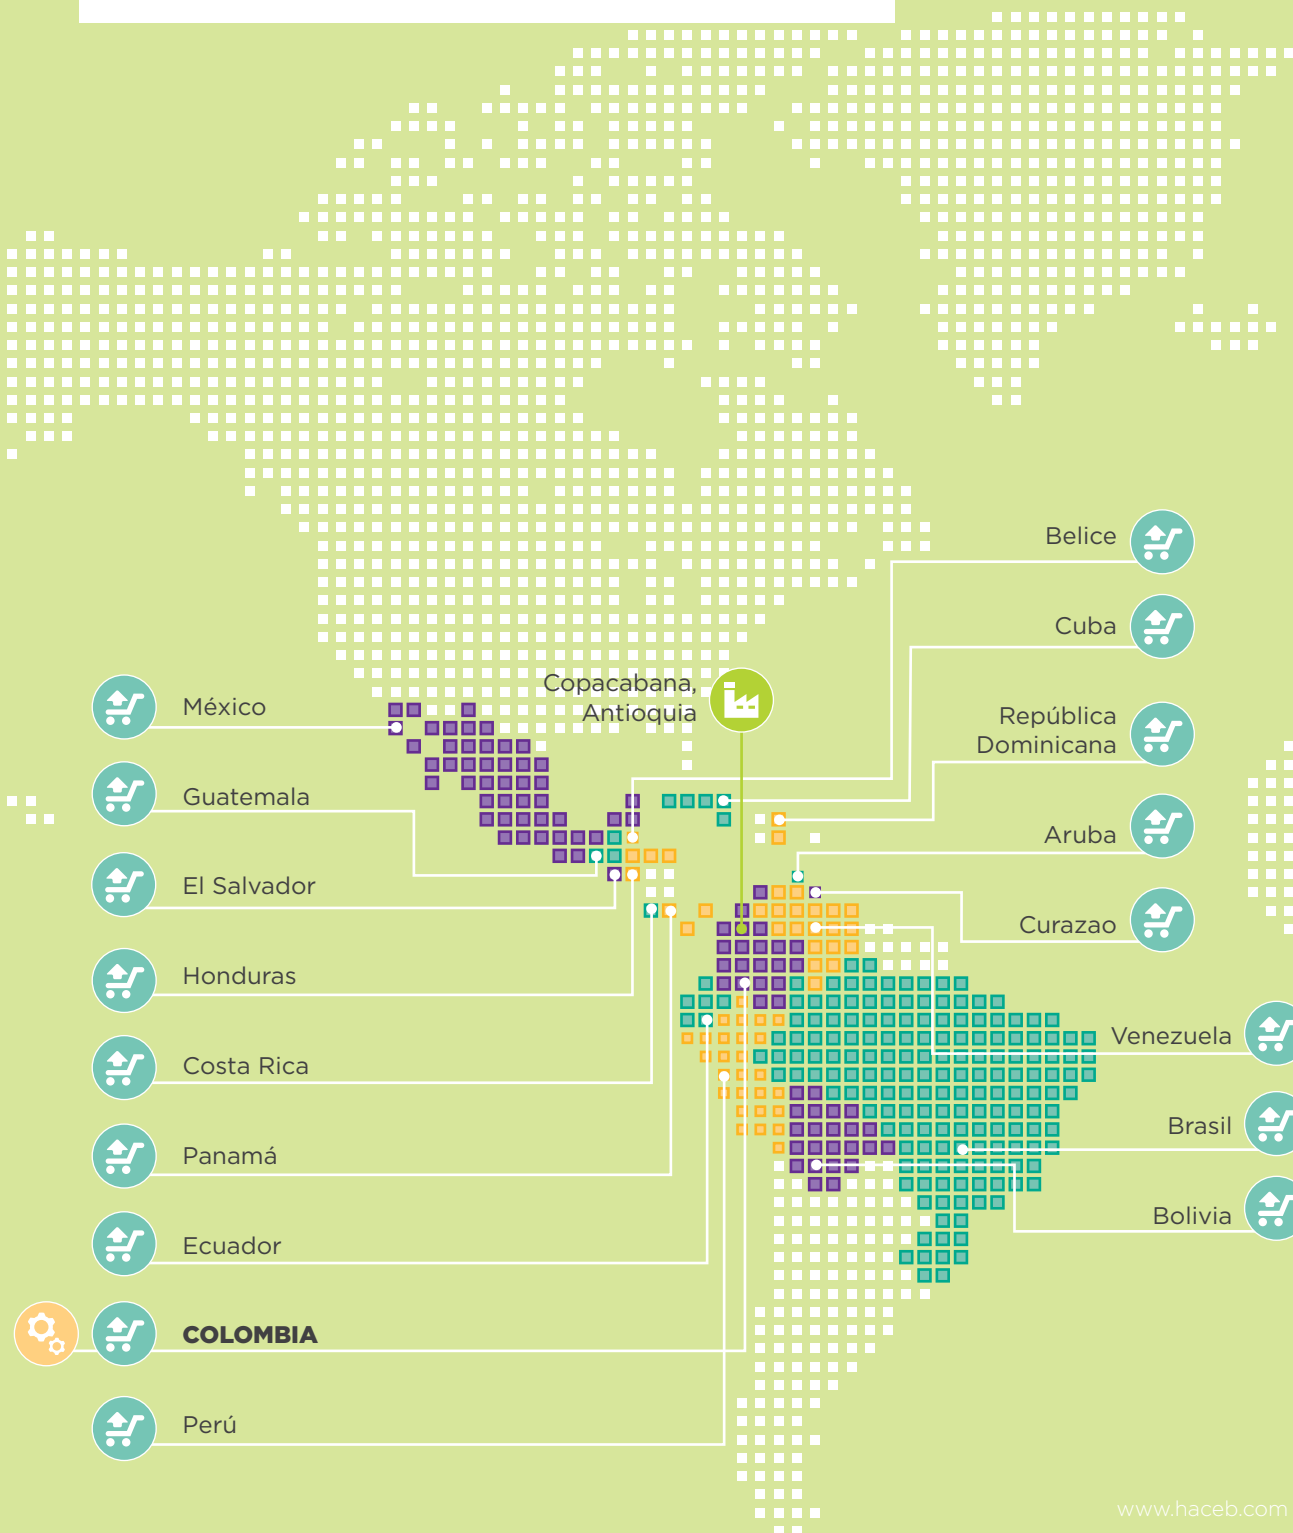 Belice
Cuba
Copacabana,
Antioquia
República
Dominicana
Aruba
Curazao
Venezuela
Brasil
Bolivia
México
Guatemala
El Salvador
Honduras
Costa Rica
Panamá
Ecuador
COLOMBIA
Perú
www.haceb.com